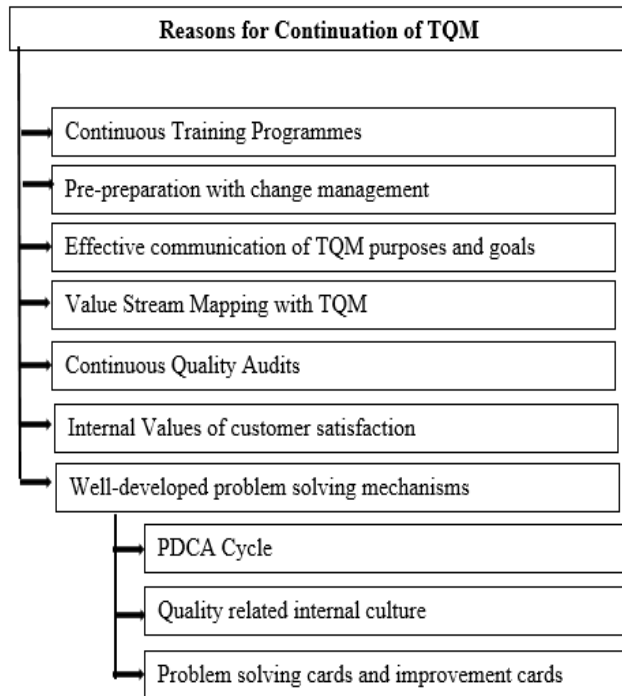 Reasons for Continuation of TQM
Continuous Training Programmes
Pre-preparation with change management
Effective communication of TQM purposes and goals
Value Stream Mapping with TQM
Continuous Quality Audits
Internal Values of customer satisfaction
Well-developed problem solving mechanisms
PDCA Cycle
Quality related internal culture
Problem solving cards and improvement cards